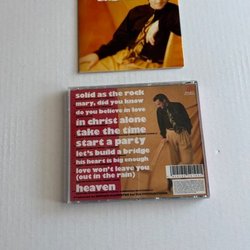 solid as the rock
mary, did you know
do you believe in love
in christ alone
take the time
start a party
let's build a bridge
his heart is big enough
love won't leave you
(out in the rain)
heaven